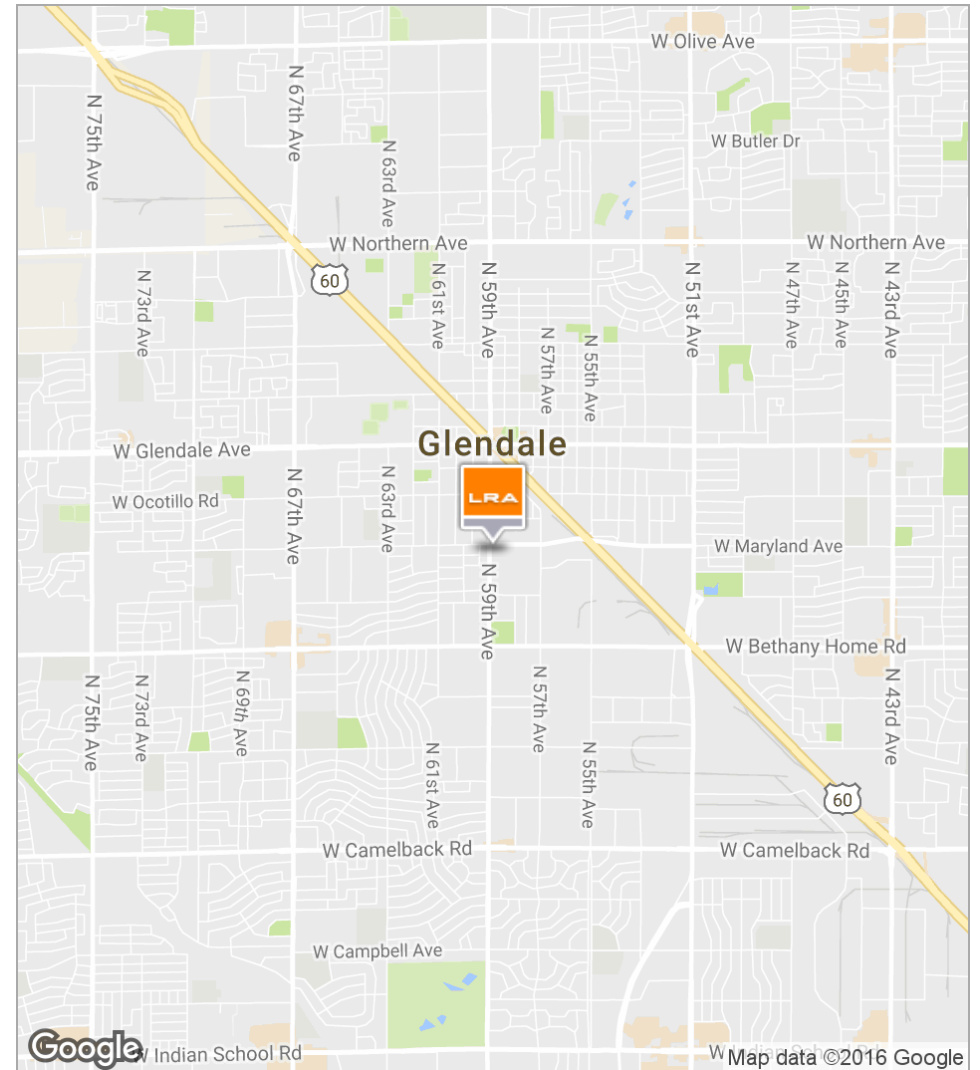 W Olive Ave
N 67th Ave
N 75th Ave
W Butler Dr
N 63rd Ave
W Northern Ave
W Northern Ave
60
N 73rd Ave
N 61st Ave
N 59th Ave
N 51st Ave
N 47th Ave
N 45th Ave
N 43rd Ave
N 57th Ave
N 55th Ave
Glendale
W Glendale Ave
N 67th Ave
N 63rd Ave
LRA
W Ocotillo Rd
W Maryland Ave
N 59th Ave
W Bethany Home Rd
N 75th Ave
N 73rd Ave
N 69th Ave
N 57th Ave
N 43rd Ave
N 61st Ave
N 55th Ave
60
W Camelback Rd
W Camelback Rd
W Campbell Ave
Google
W Indian School Rd
W Indian School Rd
Map data ©2016 Google